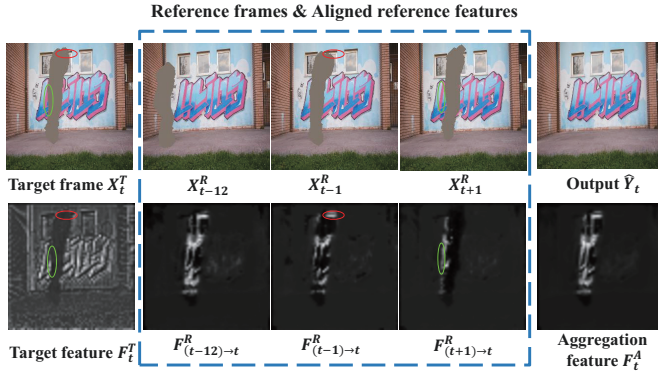 Reference frames & Aligned reference features
Target frame X_t^T
X_{t-12}^R
X_{t-1}^R
X_{t+1}^R
Output Ŷ_t
Target feature F_t^T
F_{(t-12)→t}^R
F_{(t-1)→t}^R
F_{(t+1)→t}^R
Aggregation
feature F_t^A